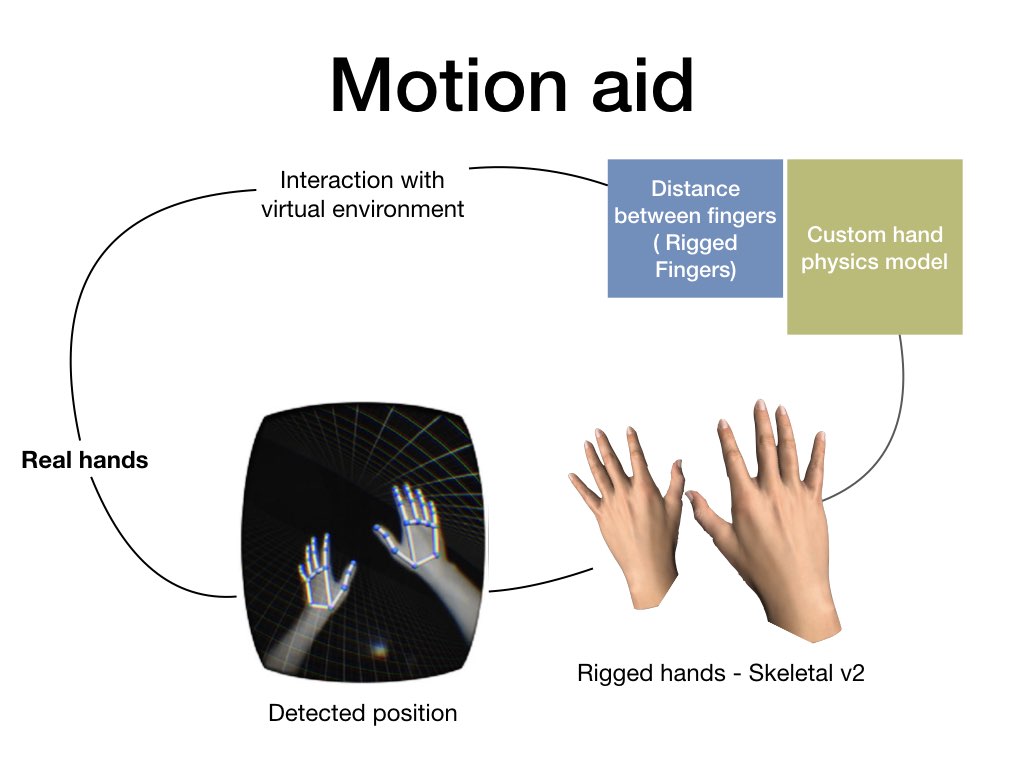 Motion aid
Interaction with
virtual environment
Distance
between fingers
( Rigged
Fingers)
Custom hand
physics model
Real hands
Detected position
Rigged hands - Skeletal v2